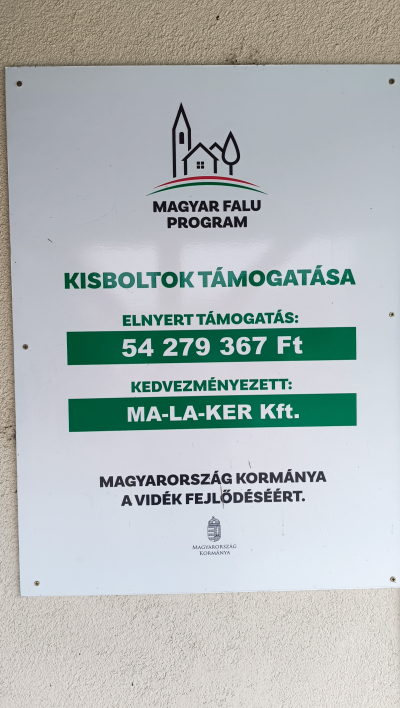 MAGYAR FALU
PROGRAM
KISBOLTOK TÁMOGATÁSA
ELNYERT TÁMOGATÁS:
54 279 367 Ft
KEDVEZMÉNYEZETT:
MA-LA-KER Kft.
MAGYARORSZÁG KORMÁNYA
A VIDÉK FEJLŐDÉSÉÉRT.
MAGYARORSZÁG
KORMÁNYA